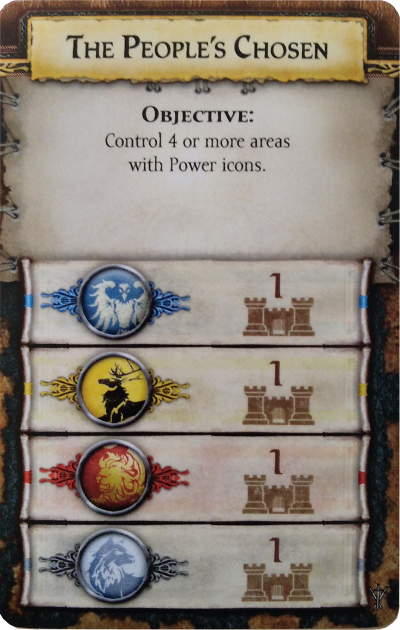 THE PEOPLE'S CHOSEN
OBJECTIVE:
Control 4 or more areas
with Power icons.
1
1
1
1